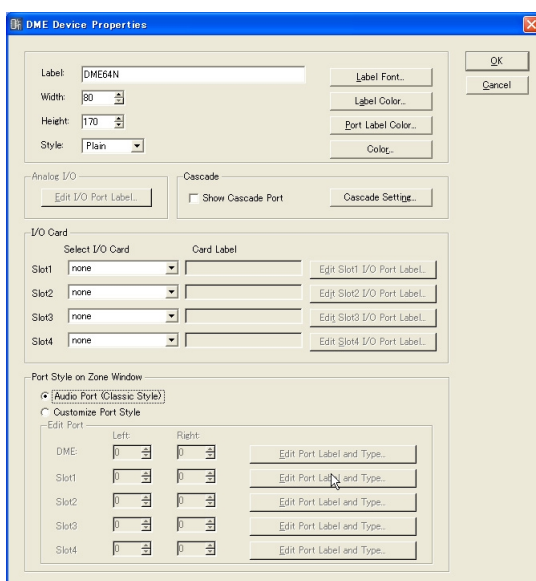 DME Device Properties
OK
Cancel
Label: DME64N
Label Font...
Width: 80
Label Color...
Height: 170
Port Label Color...
Style: Plain
Color...
Analog I/O
Edit I/O Port Label...
Cascade
Show Cascade Port
Cascade Setting...
I/O Card
Select I/O Card Card Label
Slot1 none Edit Slot1 I/O Port Label...
Slot2 none Edit Slot2 I/O Port Label...
Slot3 none Edit Slot3 I/O Port Label...
Slot4 none Edit Slot4 I/O Port Label...
Port Style on Zone Window
Audio Port (Classic Style)
Customize Port Style
Edit Port
Left: Right:
DME: 0 0 Edit Port Label and Type...
Slot1 0 0 Edit Port Label and Type...
Slot2 0 0 Edit Port Label and Type...
Slot3 0 0 Edit Port Label and Type...
Slot4 0 0 Edit Port Label and Type...